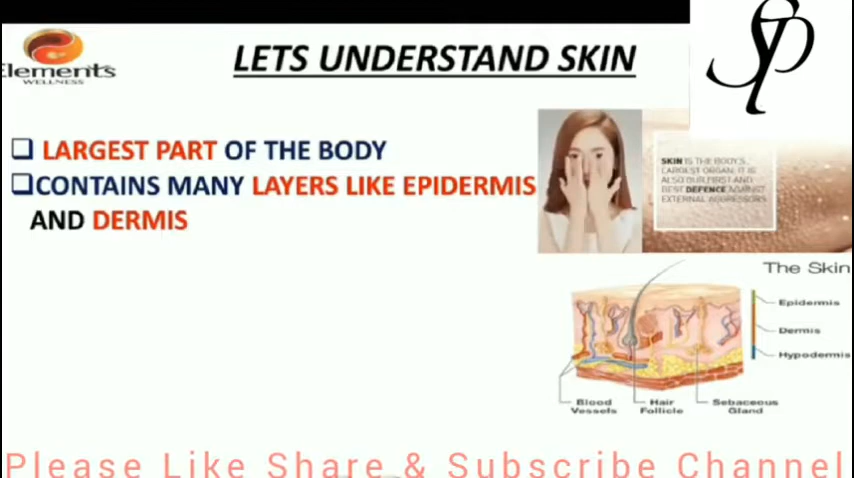 Elements
WELLNESS
LETS UNDERSTAND SKIN
LARGEST PART OF THE BODY
CONTAINS MANY LAYERS LIKE EPIDERMIS
AND DERMIS
SKIN IS THE BODY'S
LARGEST ORGAN. IT IS
ALSO OUR FIRST AND
BEST DEFENCE AGAINST
EXTERNAL AGGRESSORS
The Skin
Epidermis
Dermis
Hypodermis
Blood
Vessels
Hair
Follicle
Sebaceous
Gland
Please Like Share & Subscribe Channel